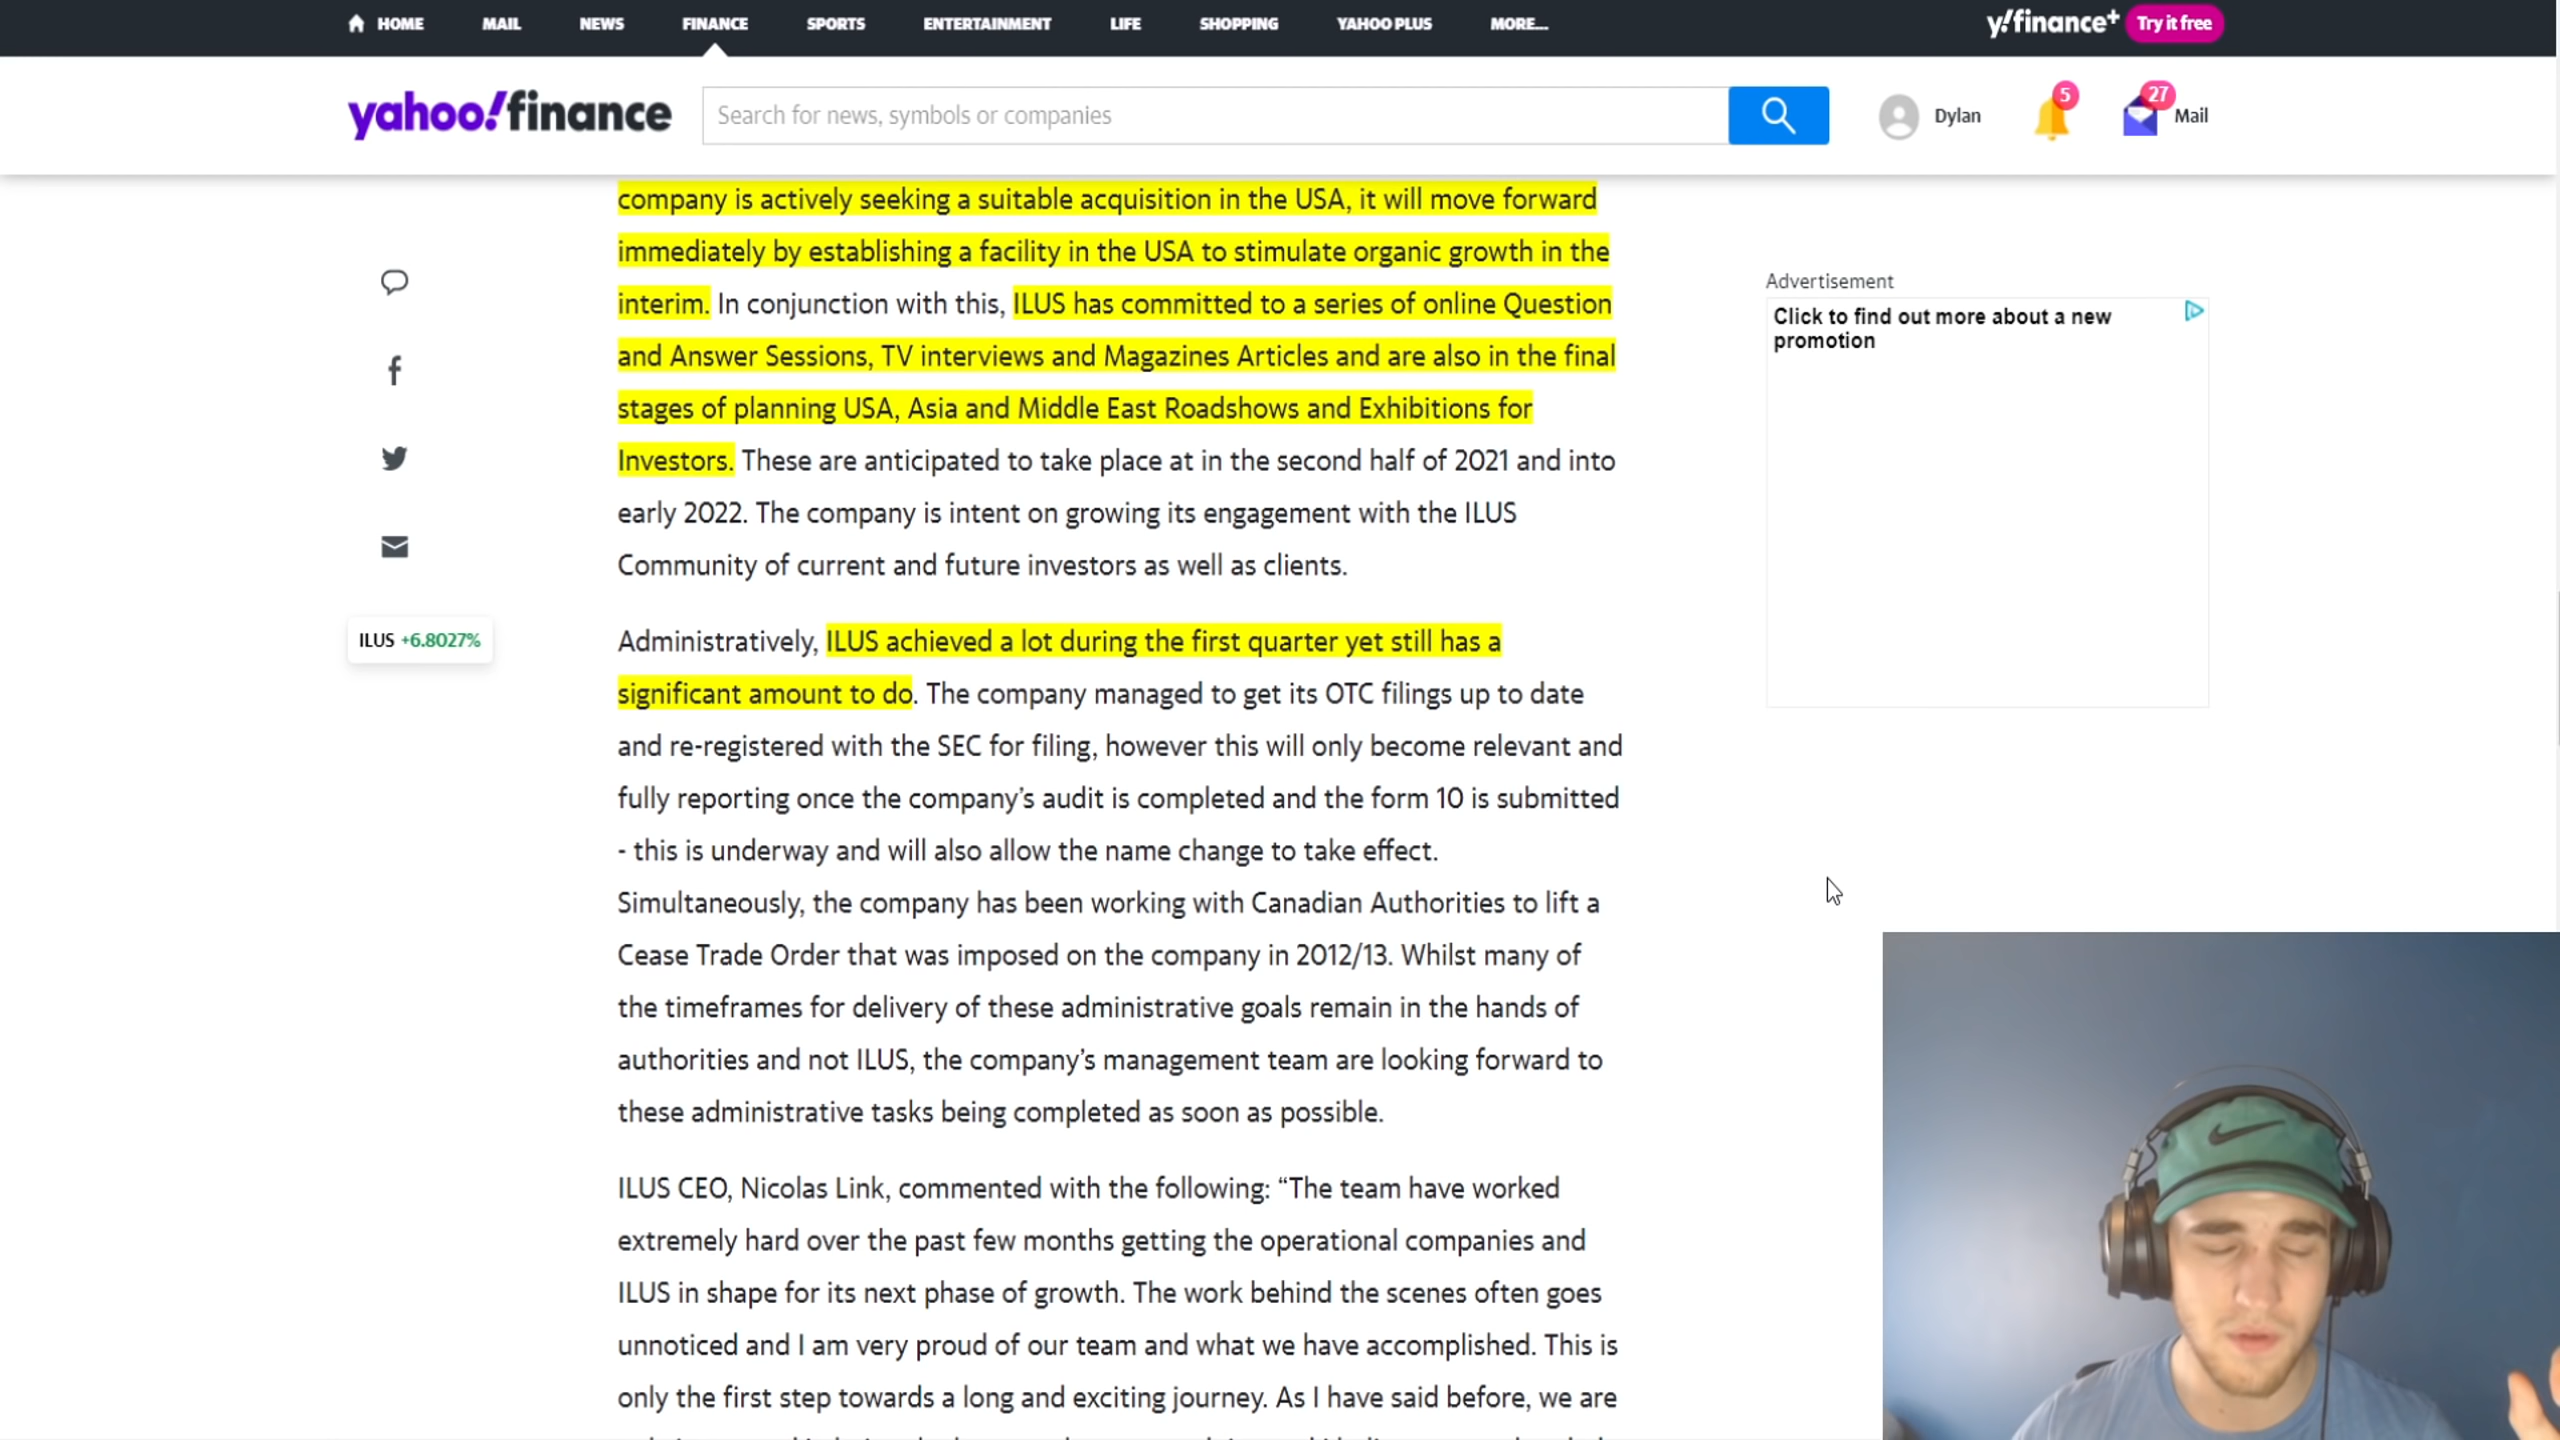 HOME MAIL NEWS FINANCE SPORTS ENTERTAINMENT LIFE SHOPPING YAHOO PLUS MORE... y!finance+ Try it free
yahoo!finance Search for news, symbols or companies Dylan 5 27 Mail
company is actively seeking a suitable acquisition in the USA, it will move forward
immediately by establishing a facility in the USA to stimulate organic growth in the
interim. In conjunction with this, ILUS has committed to a series of online Question
and Answer Sessions, TV interviews and Magazines Articles and are also in the final
stages of planning USA, Asia and Middle East Roadshows and Exhibitions for
Investors. These are anticipated to take place at in the second half of 2021 and into
early 2022. The company is intent on growing its engagement with the ILUS
Community of current and future investors as well as clients.
Administratively, ILUS achieved a lot during the first quarter yet still has a
significant amount to do. The company managed to get its OTC filings up to date
and re-registered with the SEC for filing, however this will only become relevant and
fully reporting once the company's audit is completed and the form 10 is submitted
- this is underway and will also allow the name change to take effect.
Simultaneously, the company has been working with Canadian Authorities to lift a
Cease Trade Order that was imposed on the company in 2012/13. Whilst many of
the timeframes for delivery of these administrative goals remain in the hands of
authorities and not ILUS, the company's management team are looking forward to
these administrative tasks being completed as soon as possible.
ILUS CEO, Nicolas Link, commented with the following: “The team have worked
extremely hard over the past few months getting the operational companies and
ILUS in shape for its next phase of growth. The work behind the scenes often goes
unnoticed and I am very proud of our team and what we have accomplished. This is
only the first step towards a long and exciting journey. As I have said before, we are
ILUS +6.8027%
Advertisement
Click to find out more about a new
promotion